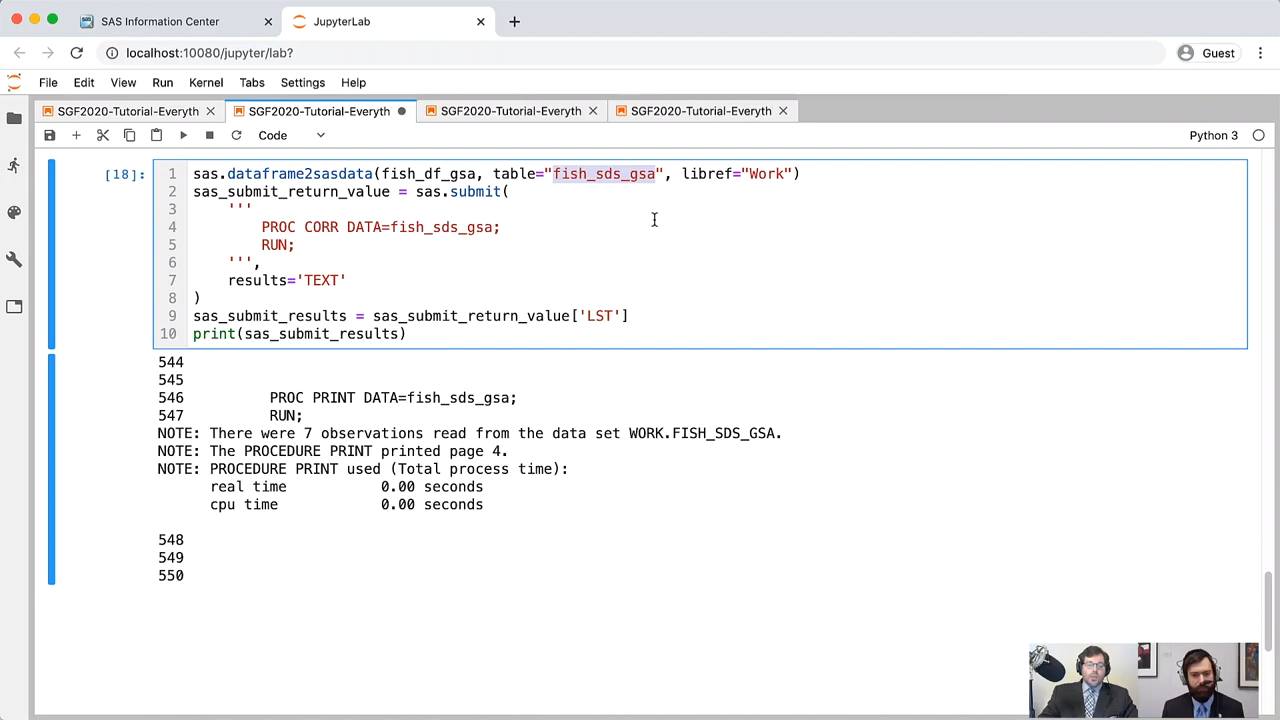 SAS Information Center
JupyterLab
localhost:10080/jupyter/lab?
Guest
File Edit View Run Kernel Tabs Settings Help
SGF2020-Tutorial-Everyth
SGF2020-Tutorial-Everyth
SGF2020-Tutorial-Everyth
SGF2020-Tutorial-Everyth
Code
Python 3
[18]:
1 sas.dataframe2sasdata(fish_df_gsa, table="fish_sds_gsa", libref="Work")
2 sas_submit_return_value = sas.submit(
3 '''
4 PROC CORR DATA=fish_sds_gsa;
5 RUN;
6 ''',
7 results='TEXT'
8 )
9 sas_submit_results = sas_submit_return_value['LST']
10 print(sas_submit_results)
544
545
546 PROC PRINT DATA=fish_sds_gsa;
547 RUN;
NOTE: There were 7 observations read from the data set WORK.FISH_SDS_GSA.
NOTE: The PROCEDURE PRINT printed page 4.
NOTE: PROCEDURE PRINT used (Total process time):
real time 0.00 seconds
cpu time 0.00 seconds
548
549
550